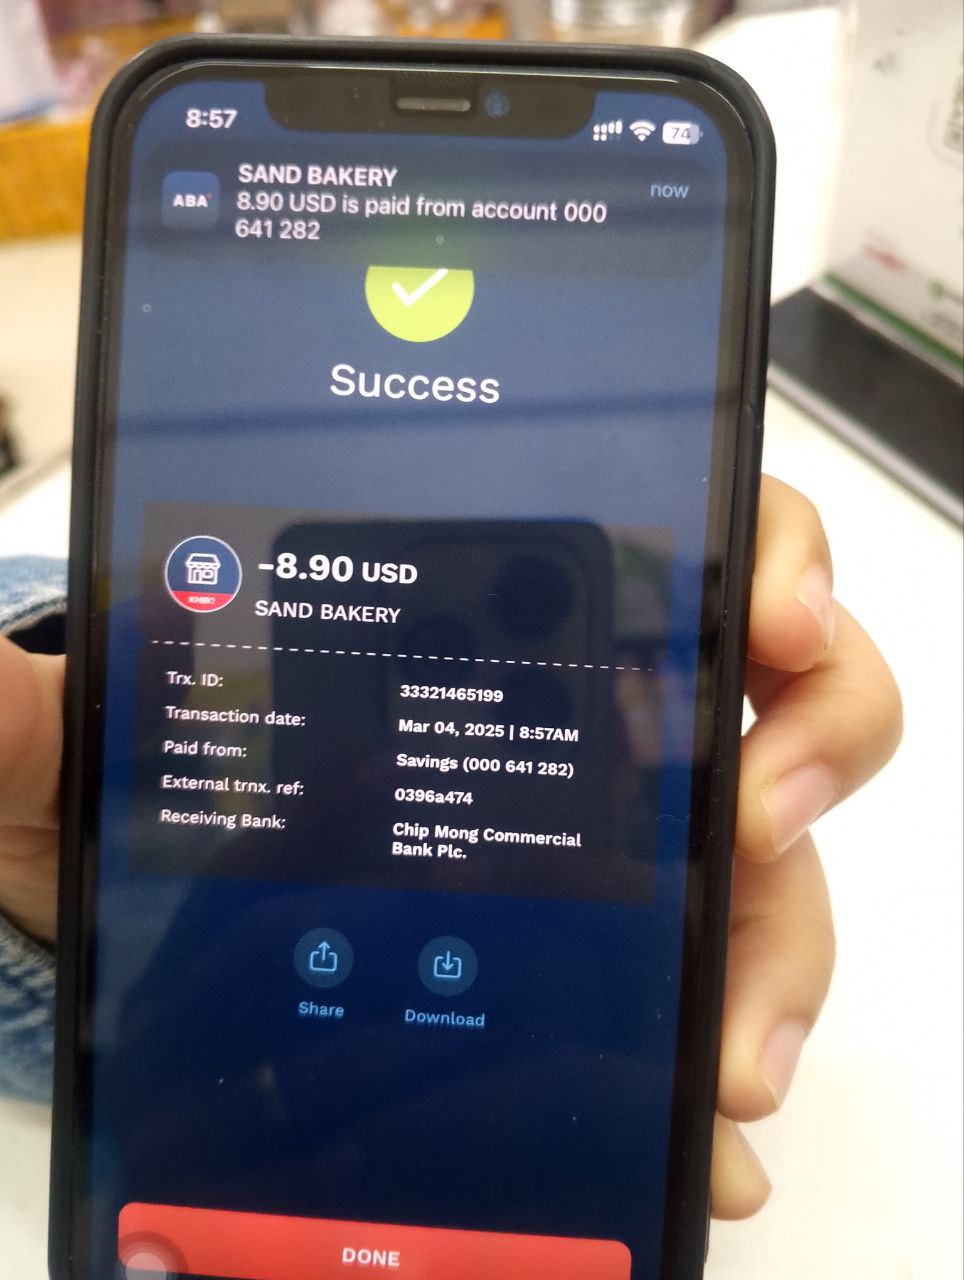 8:57
74
ABA'
SAND BAKERY
now
8.90 USD is paid from account 000
641 282
Success
-8.90 USD
SAND BAKERY
Trx. ID:
33321465199
Transaction date:
Mar 04, 2025 | 8:57AM
Paid from:
Savings (000 641 282)
External trnx. ref:
0396a474
Receiving Bank:
Chip Mong Commercial
Bank Plc.
Share
Download
DONE